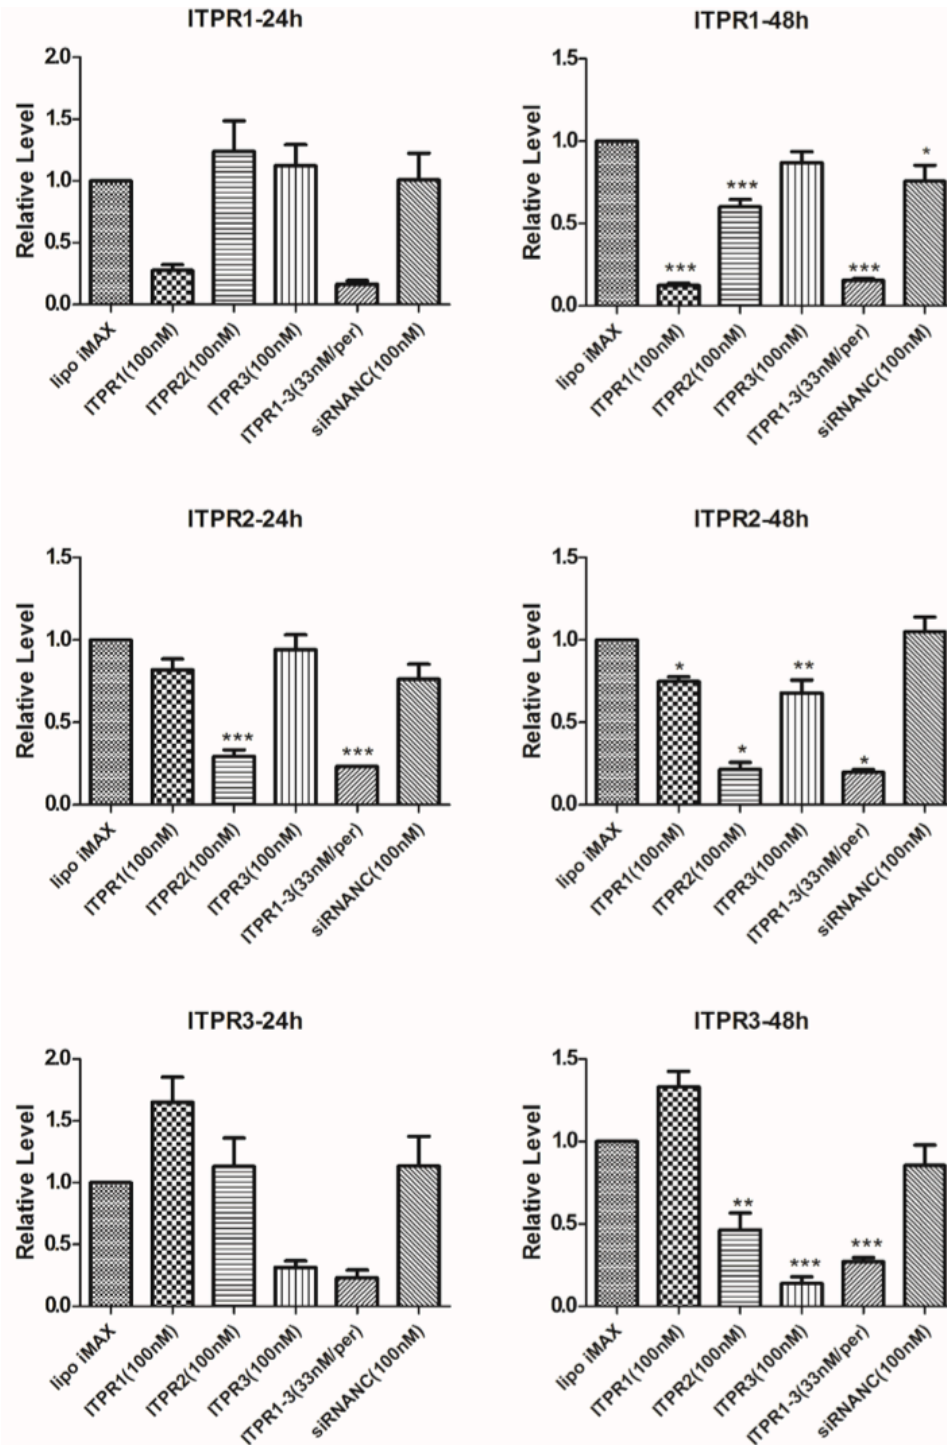 ITPR1-24h
Relative Level
2.0
1.5
1.0
0.5
0.0
lipo iMAX
ITPR1(100nM)
ITPR2(100nM)
ITPR3(100nM)
ITPR1-3(33nM/per)
siRNANC(100nM)
ITPR1-48h
Relative Level
1.5
1.0
0.5
0.0
***
***
***
*
lipo iMAX
ITPR1(100nM)
ITPR2(100nM)
ITPR3(100nM)
ITPR1-3(33nM/per)
siRNANC(100nM)
ITPR2-24h
Relative Level
1.5
1.0
0.5
0.0
***
***
lipo iMAX
ITPR1(100nM)
ITPR2(100nM)
ITPR3(100nM)
ITPR1-3(33nM/per)
siRNANC(100nM)
ITPR2-48h
Relative Level
1.5
1.0
0.5
0.0
*
*
**
*
lipo iMAX
ITPR1(100nM)
ITPR2(100nM)
ITPR3(100nM)
ITPR1-3(33nM/per)
siRNANC(100nM)
ITPR3-24h
Relative Level
2.0
1.5
1.0
0.5
0.0
lipo iMAX
ITPR1(100nM)
ITPR2(100nM)
ITPR3(100nM)
ITPR1-3(33nM/per)
siRNANC(100nM)
ITPR3-48h
Relative Level
1.5
1.0
0.5
0.0
**
***
***
lipo iMAX
ITPR1(100nM)
ITPR2(100nM)
ITPR3(100nM)
ITPR1-3(33nM/per)
siRNANC(100nM)